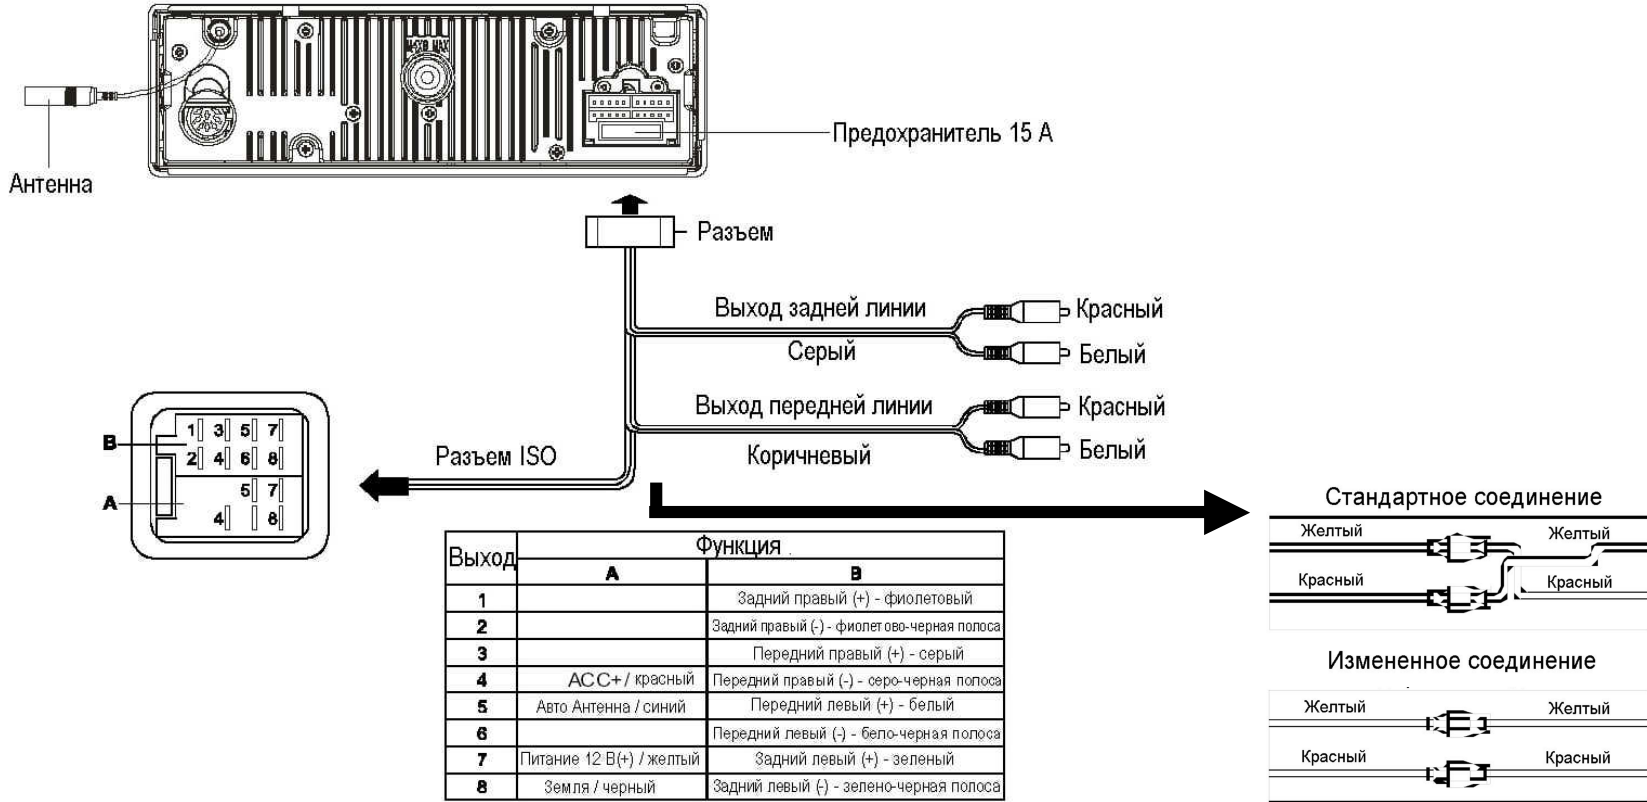 Предохранитель 15 А
Антенна
Разъем
Выход задней линии
Красный
Серый
Белый
Выход передней линии
Красный
Коричневый
Белый
Разъем ISO
B
1 3 5 7
2 4 6 8
A
5 7
4 8
Стандартное соединение
Желтый Желтый
Красный Красный
Измененное соединение
Желтый Желтый
Красный Красный
Выход Функция
A B
1 Задний правый (+) - фиолетовый
2 Задний правый (-) - фиолетово-черная полоса
3 Передний правый (+) - серый
4 ACC+ / красный Передний правый (-) - серо-черная полоса
5 Авто Антенна / синий Передний левый (+) - белый
6 Передний левый (-) - бело-черная полоса
7 Питание 12 В(+) / желтый Задний левый (+) - зеленый
8 Земля / черный Задний левый (-) - зелено-черная полоса